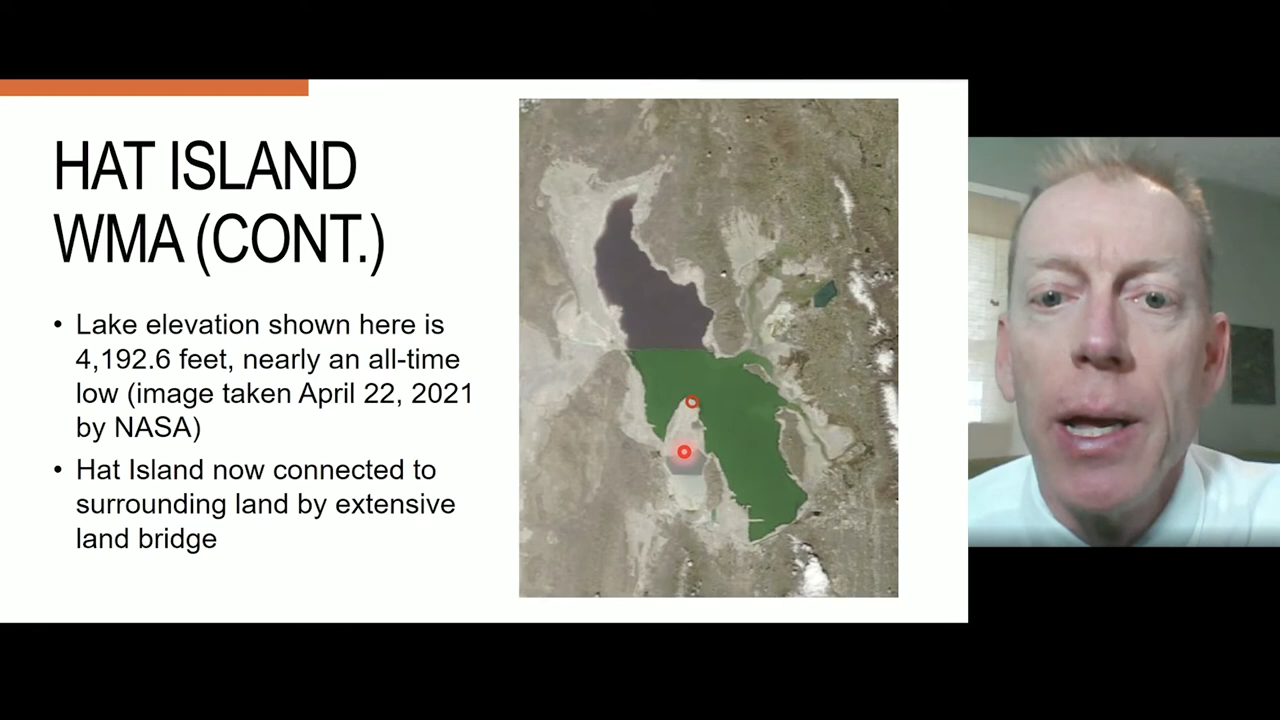 HAT ISLAND
WMA (CONT.)
• Lake elevation shown here is
4,192.6 feet, nearly an all-time
low (image taken April 22, 2021
by NASA)
• Hat Island now connected to
surrounding land by extensive
land bridge